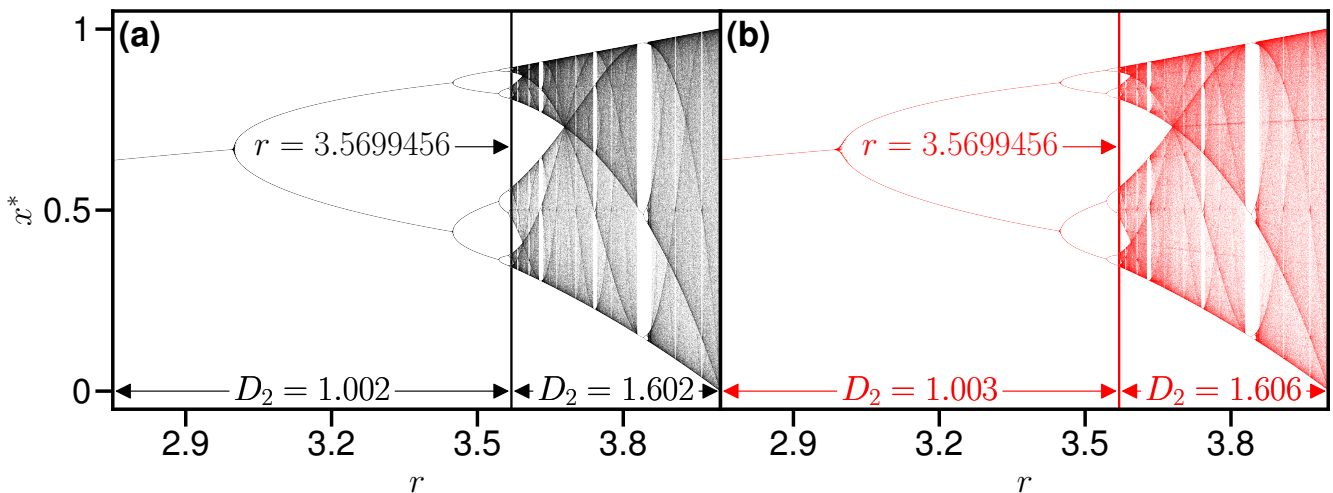 (a)
(b)
1
0.5
0
x*
r = 3.5699456
r = 3.5699456
D₂ = 1.002
D₂ = 1.602
D₂ = 1.003
D₂ = 1.606
2.9 3.2 3.5 3.8 2.9 3.2 3.5 3.8
r r